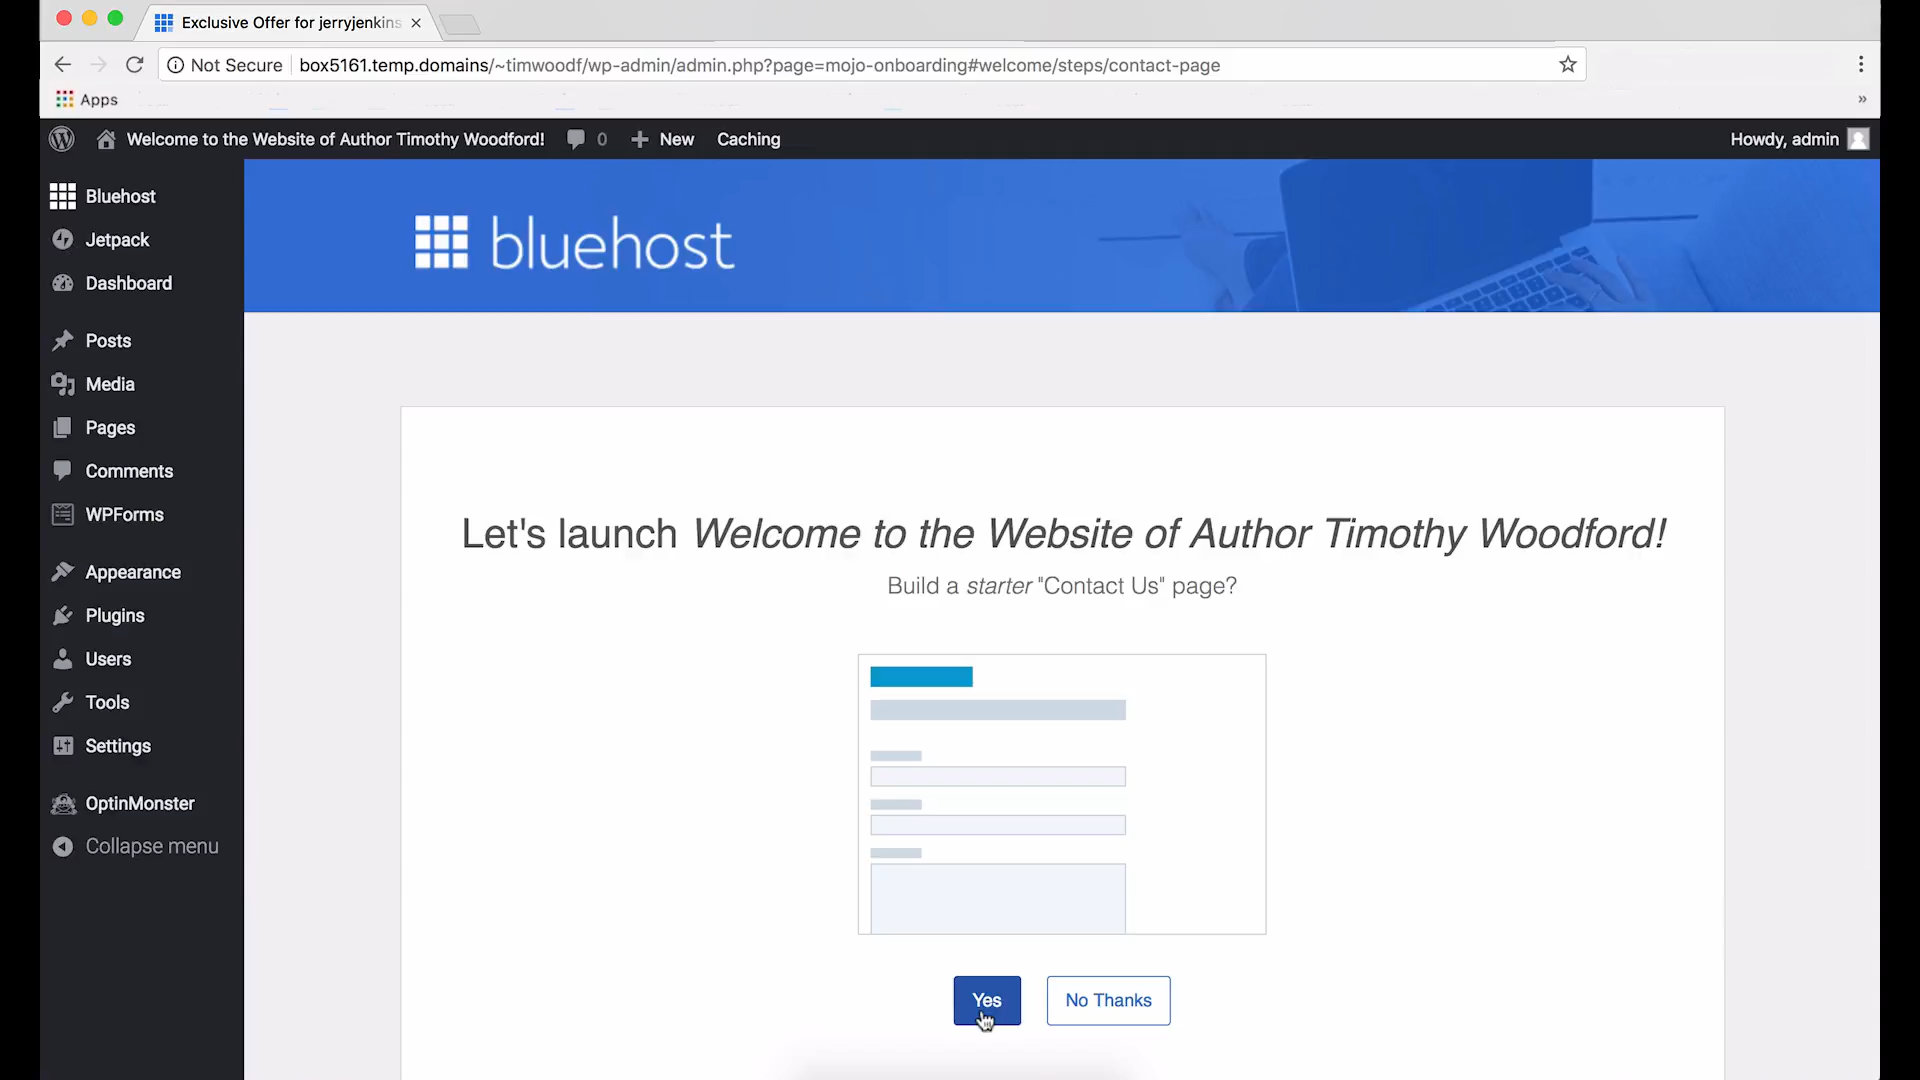 Exclusive Offer for jerryjenkins
Not Secure box5161.temp.domains/~timwoodf/wp-admin/admin.php?page=mojo-onboarding#welcome/steps/contact-page
Apps
»
Welcome to the Website of Author Timothy Woodford! 0 New Caching Howdy, admin
Bluehost
Jetpack
Dashboard
Posts
Media
Pages
Comments
WPForms
Appearance
Plugins
Users
Tools
Settings
OptinMonster
Collapse menu
bluehost
Let's launch Welcome to the Website of Author Timothy Woodford!
Build a starter "Contact Us" page?
Yes No Thanks